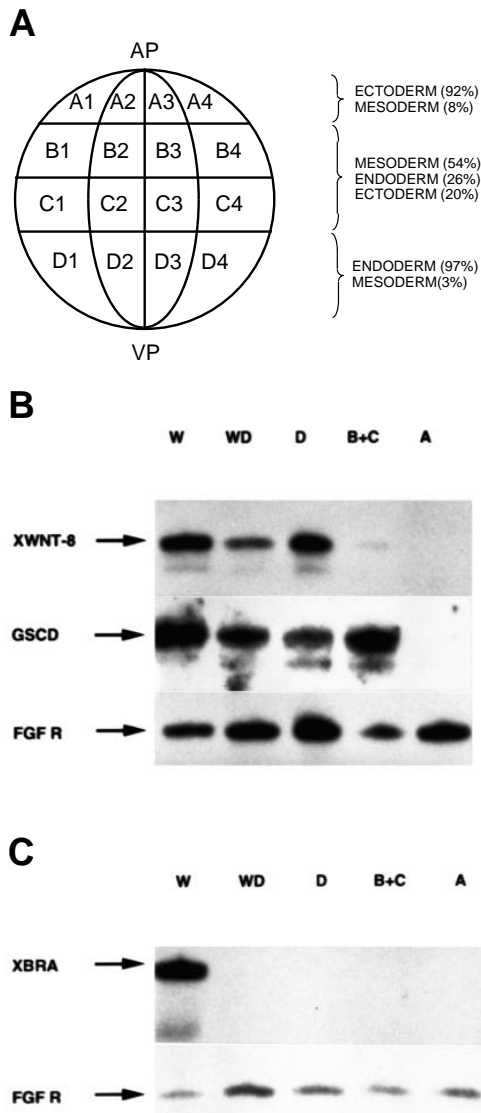 A
AP
A1 A2 A3 A4
B1 B2 B3 B4
C1 C2 C3 C4
D1 D2 D3 D4
VP
ECTODERM (92%)
MESODERM (8%)
MESODERM (54%)
ENDODERM (26%)
ECTODERM (20%)
ENDODERM (97%)
MESODERM(3%)
B
W WD D B+C A
XWNT-8
GSCD
FGF R
C
W WD D B+C A
XBRA
FGF R